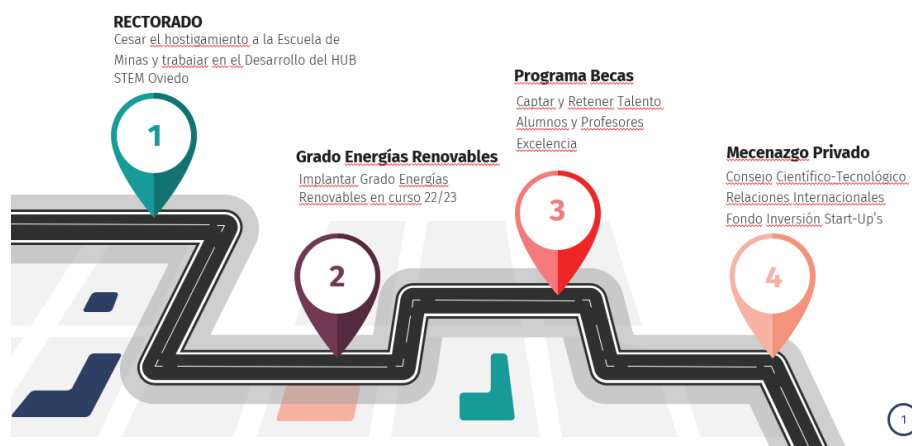 RECTORADO
Cesar el hostigamiento a la Escuela de
Minas y trabajar en el Desarrollo del HUB
STEM Oviedo
1
Grado Energías Renovables
Implantar Grado Energías
Renovables en curso 22/23
2
Programa Becas
Captar y Retener Talento
Alumnos y Profesores
Excelencia
3
Mecenazgo Privado
Consejo Científico-Tecnológico
Relaciones Internacionales
Fondo Inversión Start-Up's
4
1